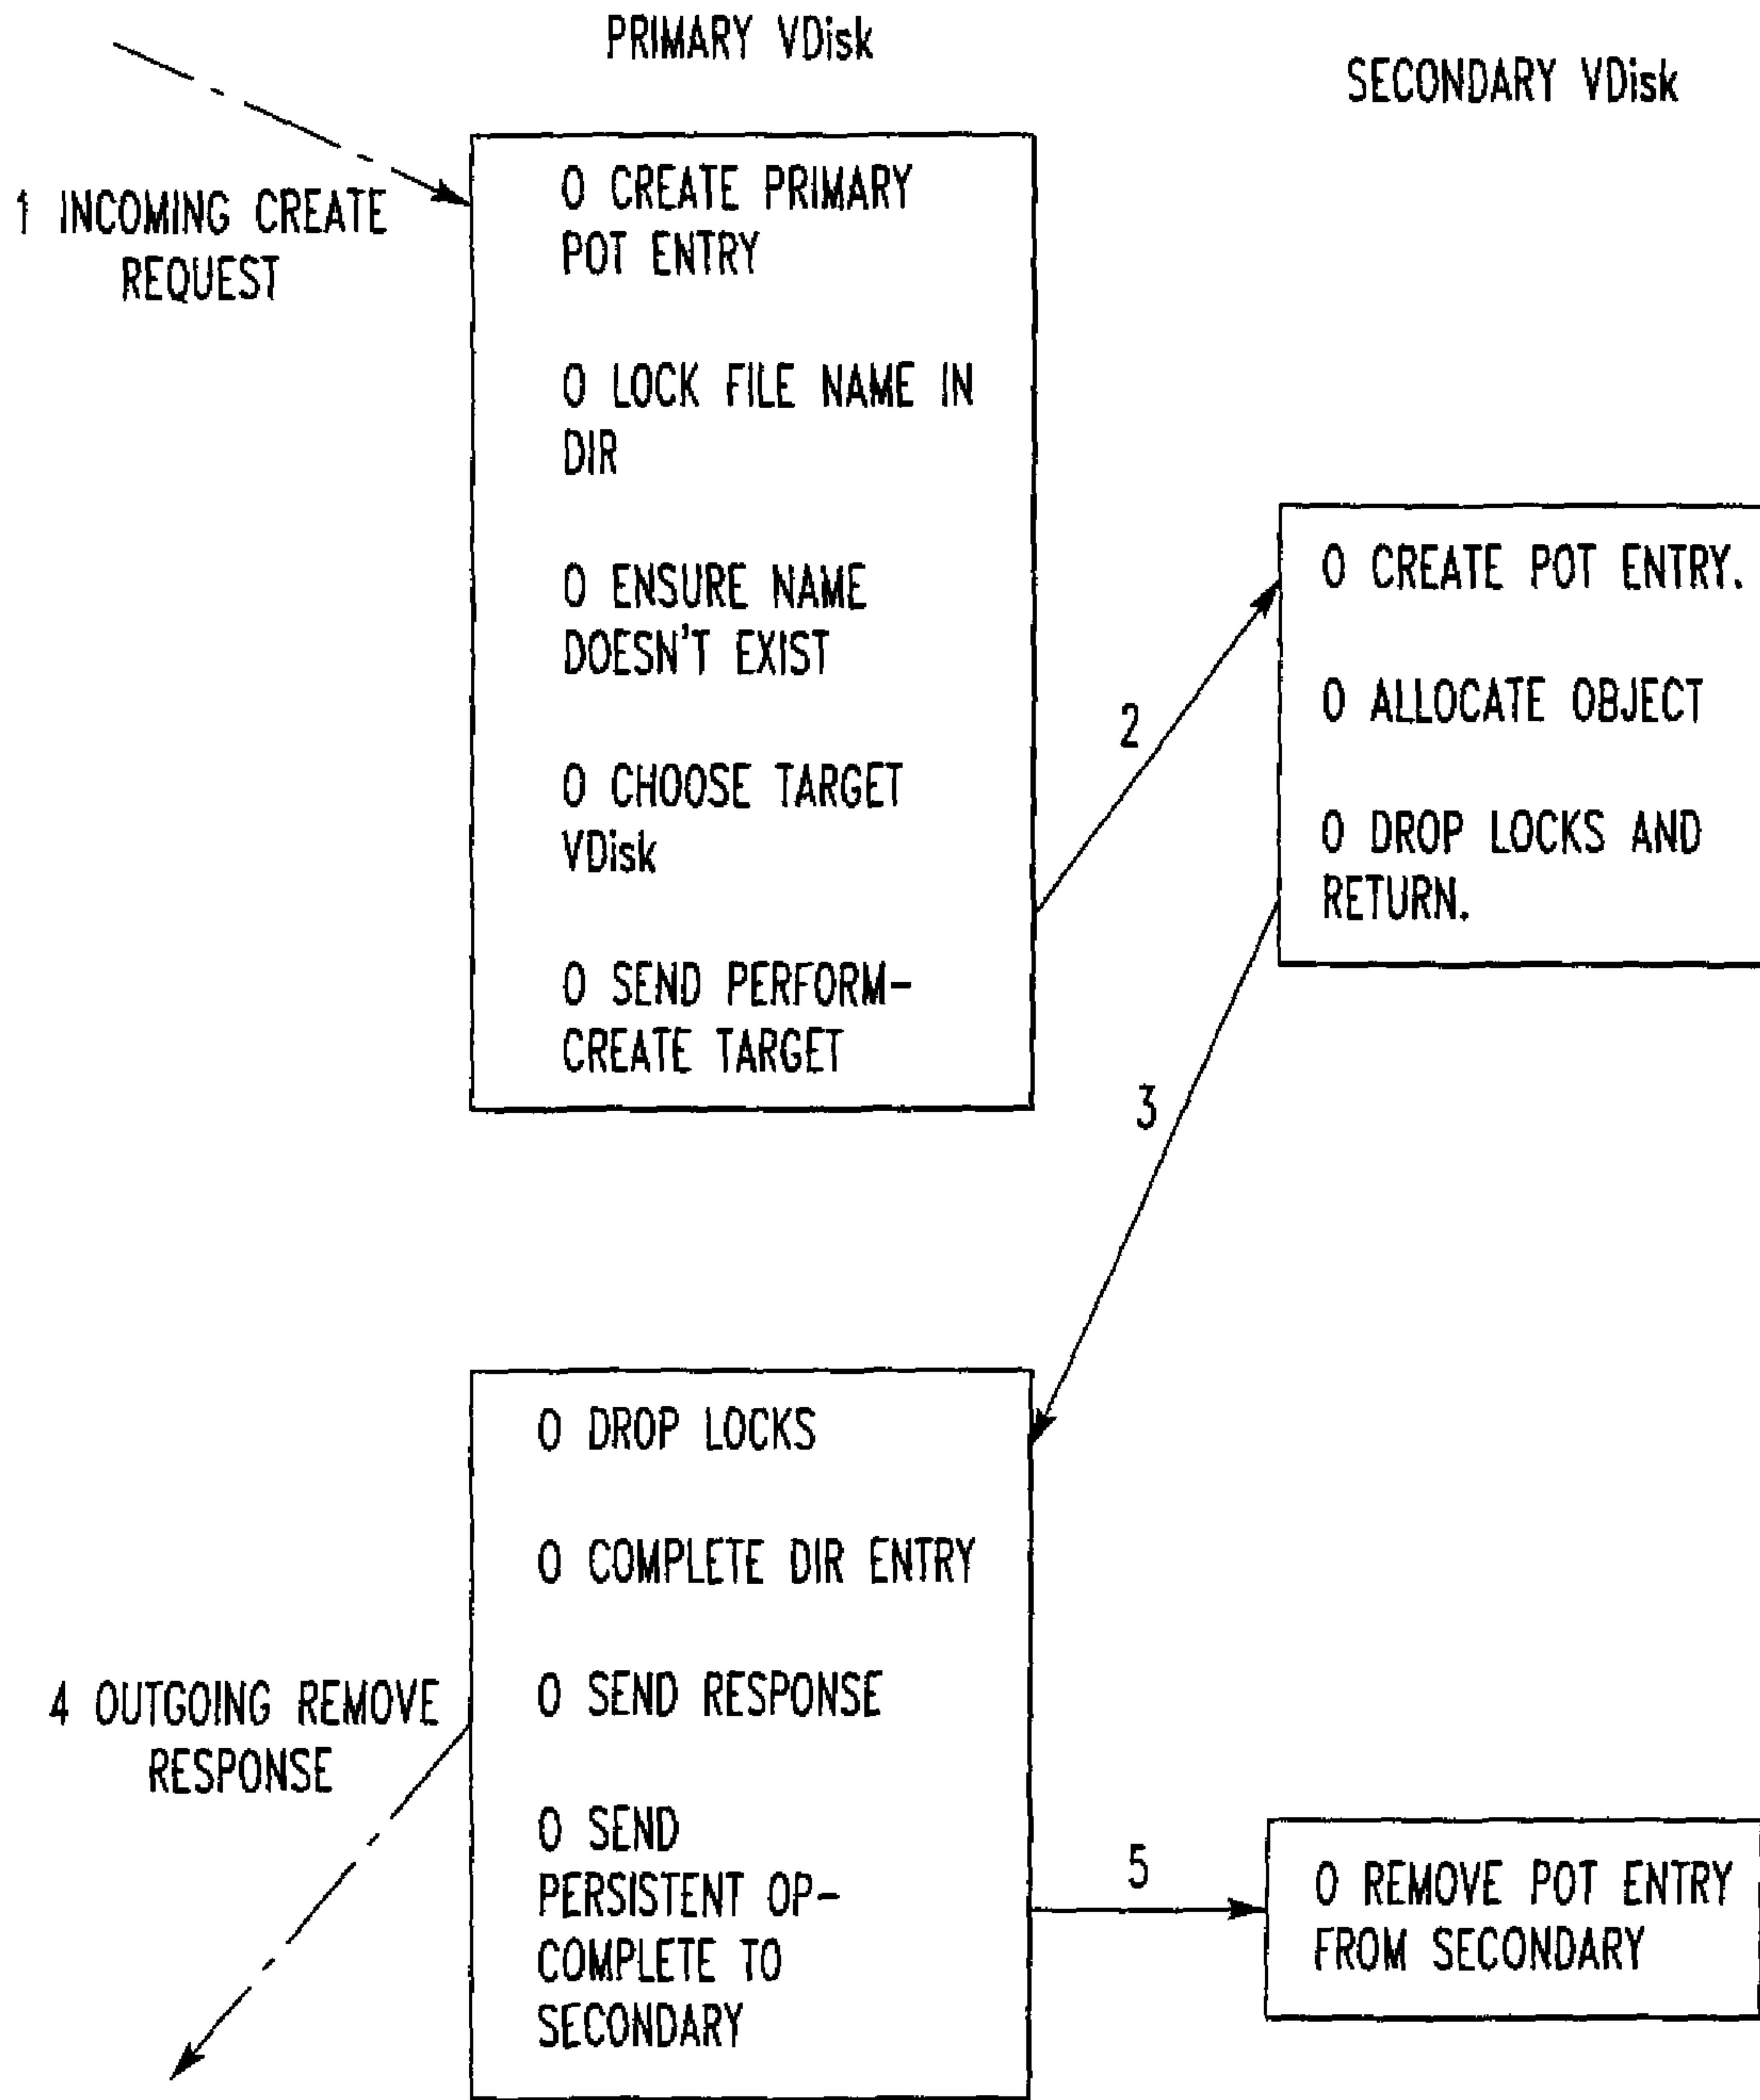 PRIMARY VDisk
SECONDARY VDisk
1 INCOMING CREATE
REQUEST
O CREATE PRIMARY
POT ENTRY
O LOCK FILE NAME IN
DIR
O ENSURE NAME
DOESN'T EXIST
O CHOOSE TARGET
VDisk
O SEND PERFORM-
CREATE TARGET
2
O CREATE POT ENTRY.
O ALLOCATE OBJECT
O DROP LOCKS AND
RETURN.
3
O DROP LOCKS
O COMPLETE DIR ENTRY
O SEND RESPONSE
O SEND
PERSISTENT OP-
COMPLETE TO
SECONDARY
4 OUTGOING REMOVE
RESPONSE
5
O REMOVE POT ENTRY
FROM SECONDARY